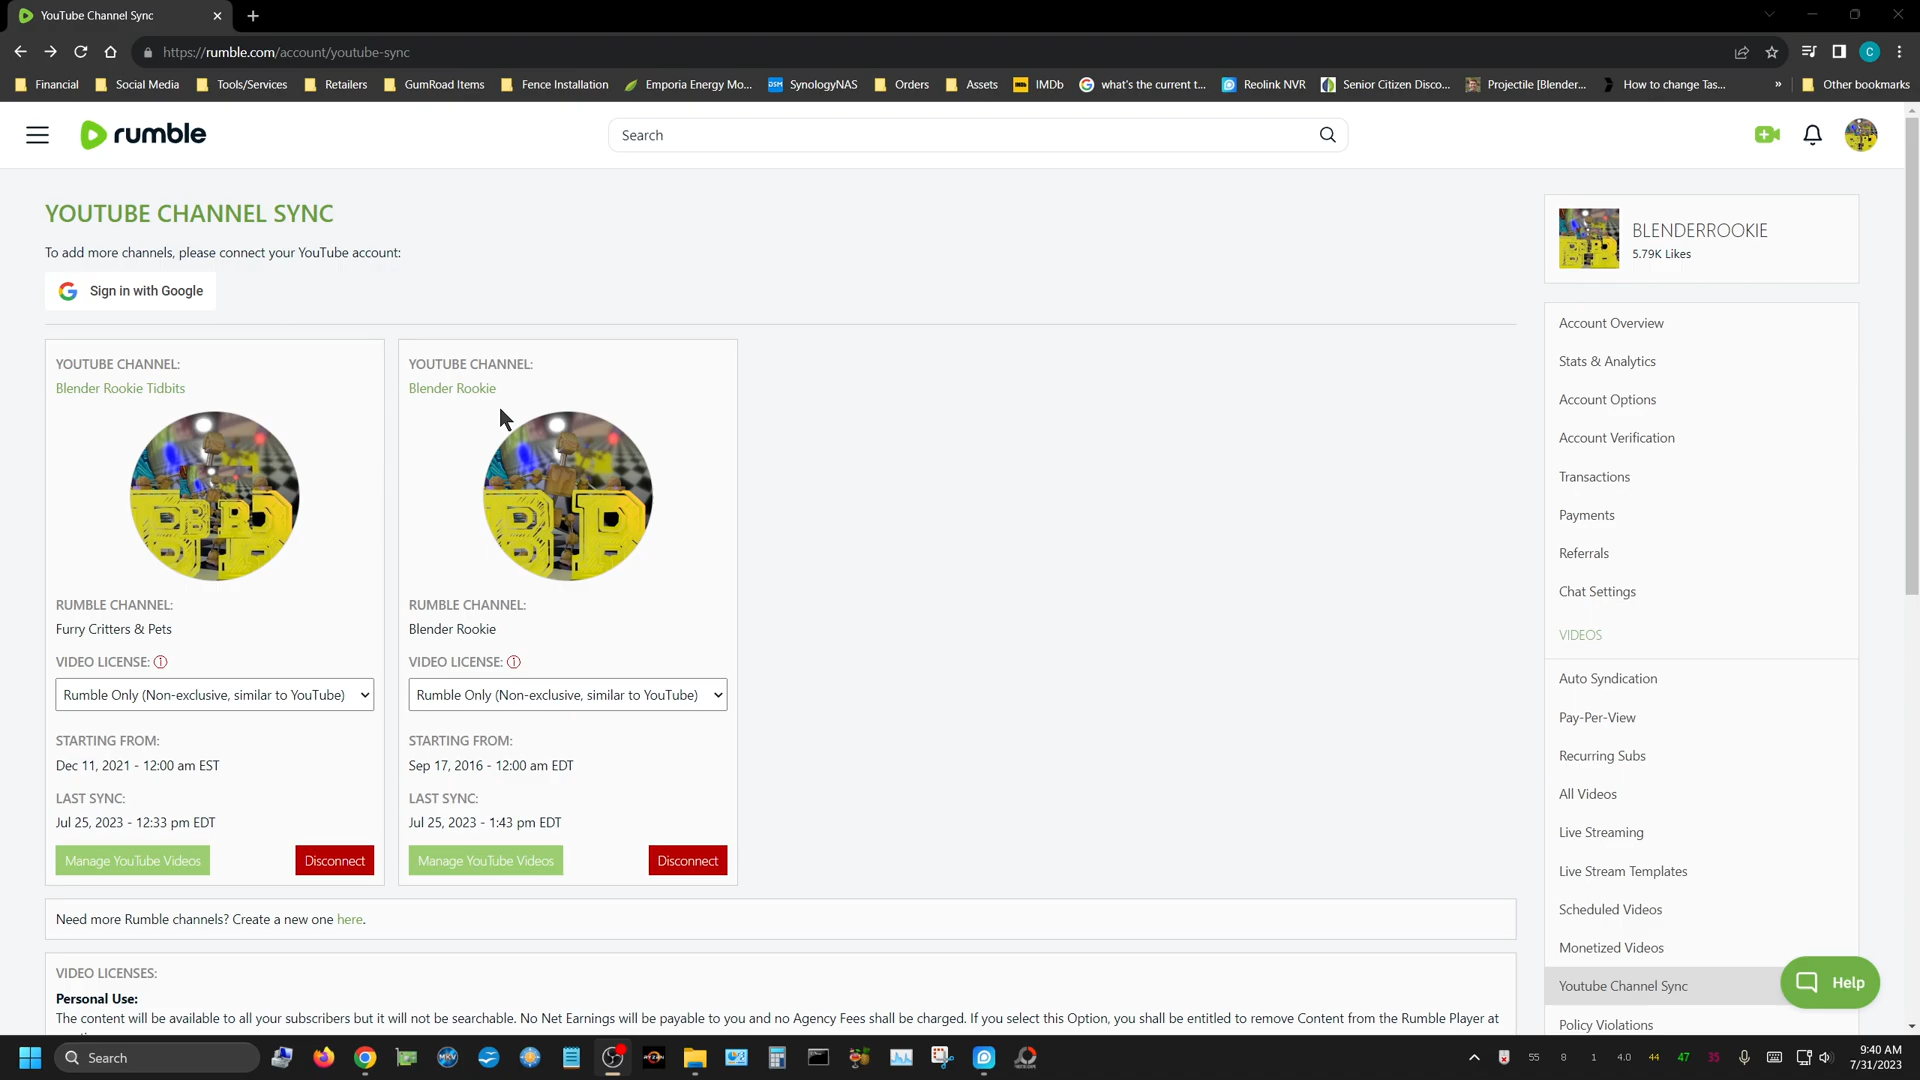 YouTube Channel Sync
https://rumble.com/account/youtube-sync
C
Financial Social Media Tools/Services Retailers GumRoad Items Fence Installation Emporia Energy Mo... DSM SynologyNAS Orders Assets IMDb what's the current t... Reolink NVR Senior Citizen Disco... Projectile [Blender... How to change Tas... » Other bookmarks
rumble
Search
YOUTUBE CHANNEL SYNC
To add more channels, please connect your YouTube account:
Sign in with Google
YOUTUBE CHANNEL:
Blender Rookie Tidbits
RUMBLE CHANNEL:
Furry Critters & Pets
VIDEO LICENSE:
Rumble Only (Non-exclusive, similar to YouTube)
STARTING FROM:
Dec 11, 2021 - 12:00 am EST
LAST SYNC:
Jul 25, 2023 - 12:33 pm EDT
Manage YouTube Videos Disconnect
YOUTUBE CHANNEL:
Blender Rookie
BR
RUMBLE CHANNEL:
Blender Rookie
VIDEO LICENSE:
Rumble Only (Non-exclusive, similar to YouTube)
STARTING FROM:
Sep 17, 2016 - 12:00 am EDT
LAST SYNC:
Jul 25, 2023 - 1:43 pm EDT
Manage YouTube Videos Disconnect
Need more Rumble channels? Create a new one here.
VIDEO LICENSES:
Personal Use:
The content will be available to all your subscribers but it will not be searchable. No Net Earnings will be payable to you and no Agency Fees shall be charged. If you select this Option, you shall be entitled to remove Content from the Rumble Player at
BLENDERROOKIE
5.79K Likes
Account Overview
Stats & Analytics
Account Options
Account Verification
Transactions
Payments
Referrals
Chat Settings
VIDEOS
Auto Syndication
Pay-Per-View
Recurring Subs
All Videos
Live Streaming
Live Stream Templates
Scheduled Videos
Monetized Videos
Youtube Channel Sync
Policy Violations
Help
Search
MKV
RYZEN
55 8 1 4.0 44 47 35
9:40 AM
7/31/2023